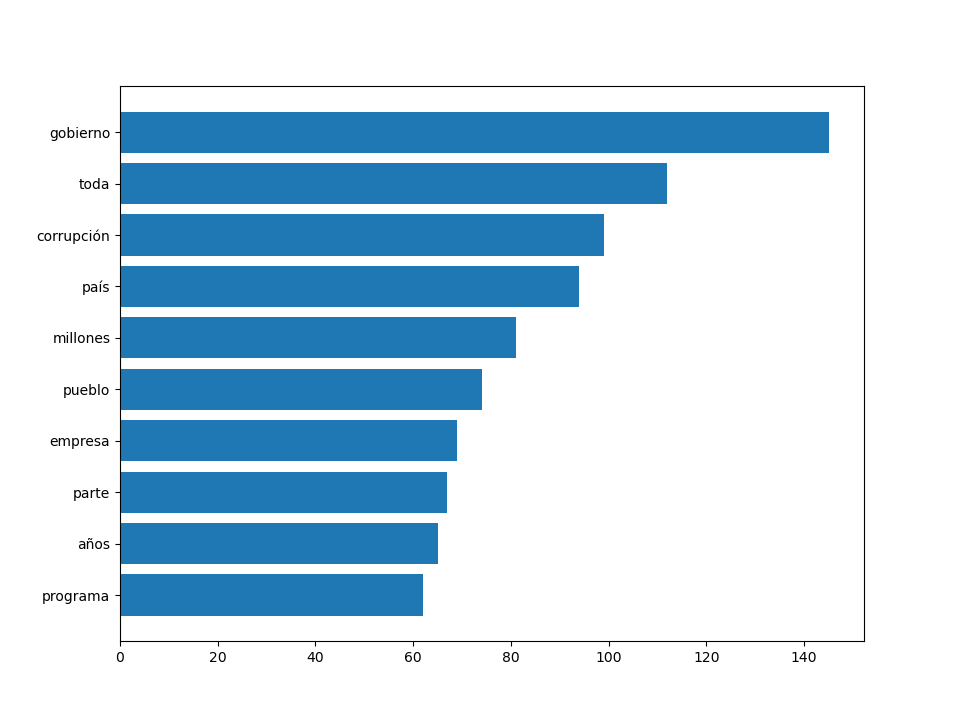 gobierno
toda
corrupción
país
millones
pueblo
empresa
parte
años
programa
0 20 40 60 80 100 120 140